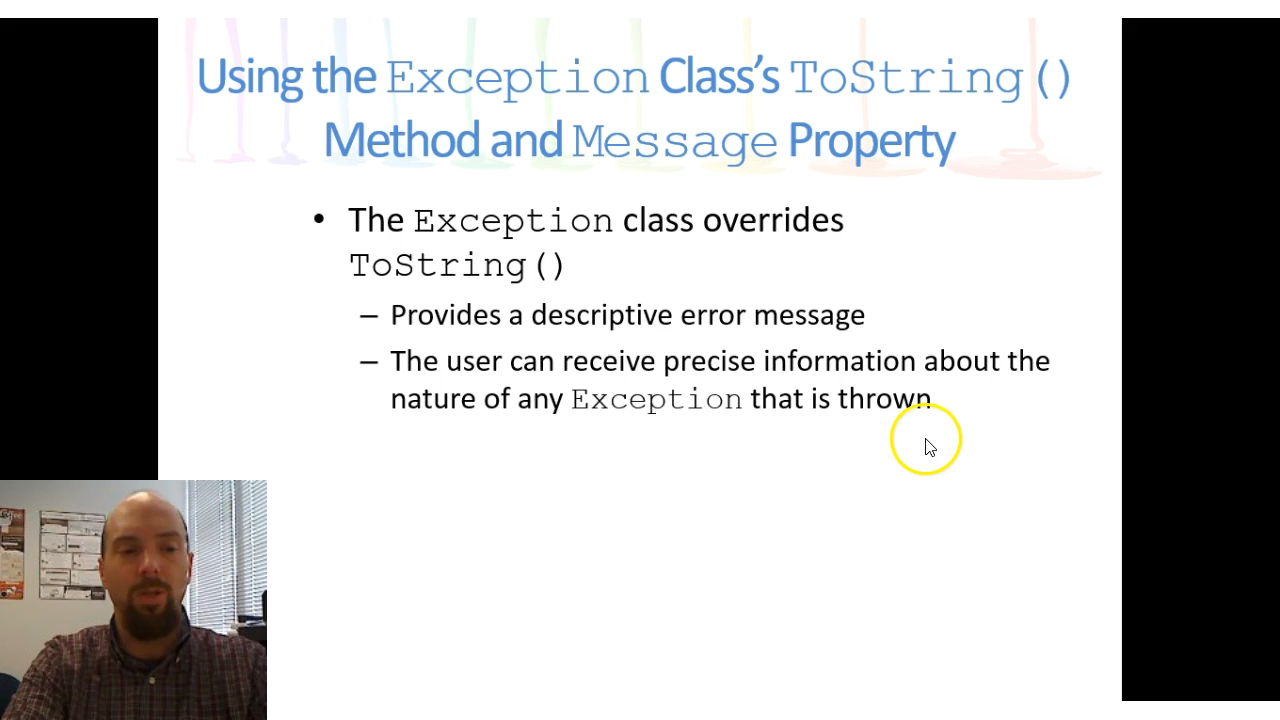 Using the Exception Class's ToString()
Method and Message Property
• The Exception class overrides
ToString()
– Provides a descriptive error message
– The user can receive precise information about the
nature of any Exception that is thrown